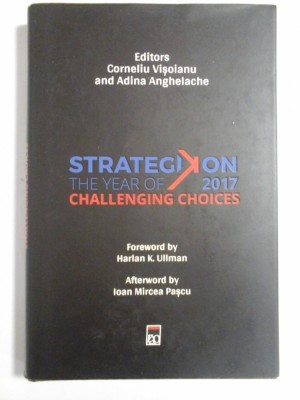 Editors
Corneliu Vișoianu
and Adina Anghelache
STRATEGIKON
THE YEAR OF 2017
CHALLENGING CHOICES
Foreword by
Harlan K. Ullman
Afterword by
Ioan Mircea Pașcu